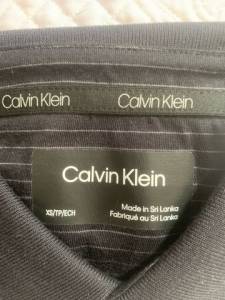 Calvin Klein Calvin Klein
Calvin Klein
XS/TP/ECH
Made in Sri Lanka
Fabriqué au Sri Lanka